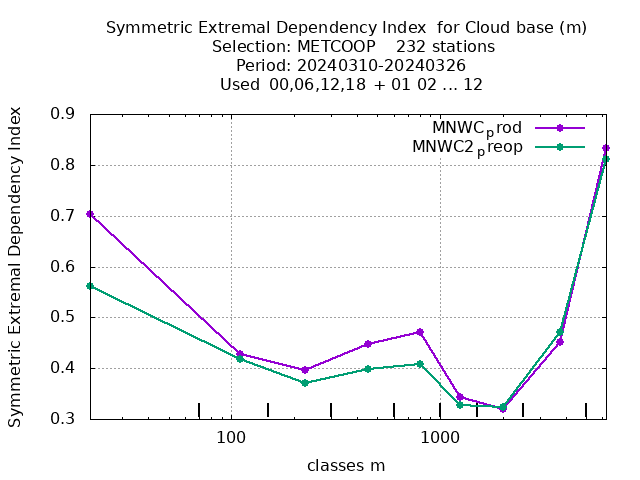 Symmetric Extremal Dependency Index  for Cloud base (m)
Selection: METCOOP    232 stations
Period: 20240310-20240326
Used  00,06,12,18  + 01 02 ... 12
Symmetric Extremal Dependency Index
0.9
0.8
0.7
0.6
0.5
0.4
0.3
MNWCprod
MNWC2preop
100
1000
classes m